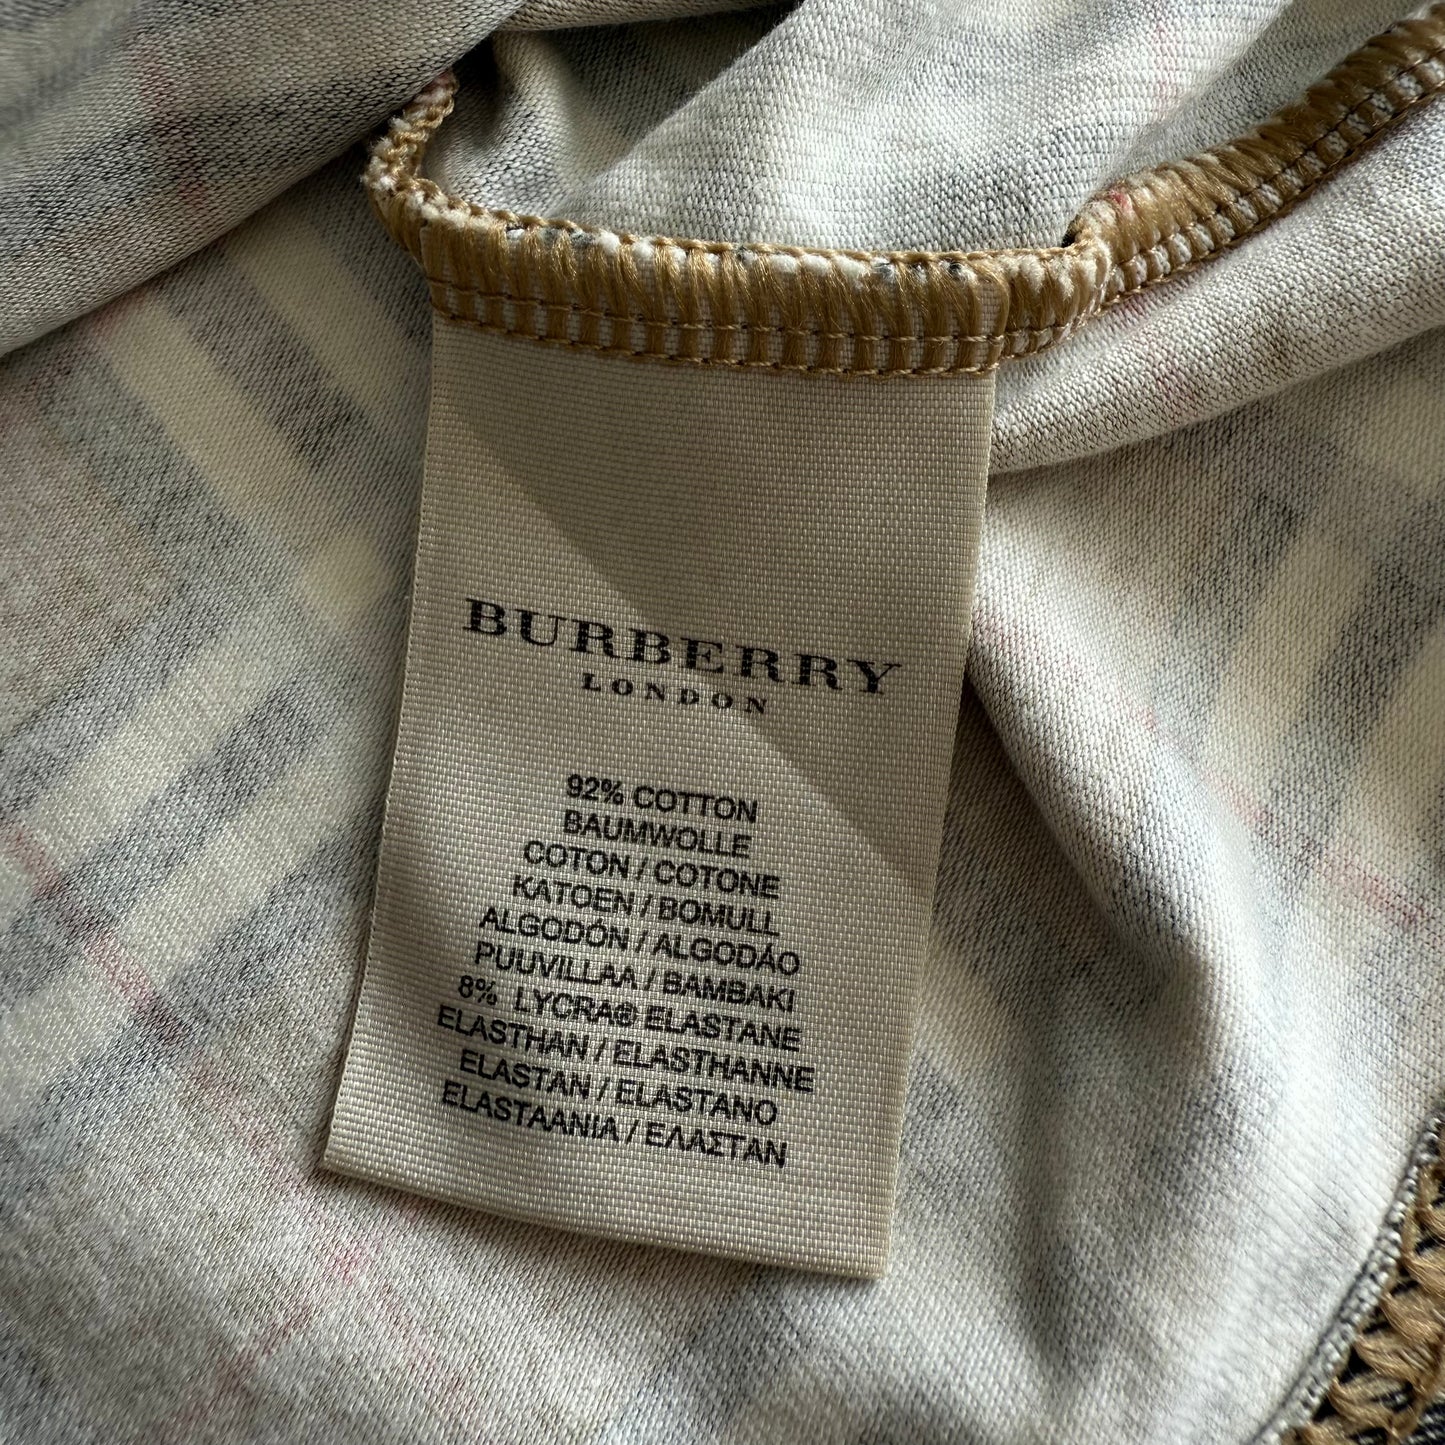 BURBERRY
LONDON
92% COTTON
BAUMWOLLE
COTON / COTONE
KATOEN / BOMULL
ALGODÓN / ALGODÁO
PUUVILLAA / BAMBAKI
8% LYCRA® ELASTANE
ELASTHAN / ELASTHANNE
ELASTAN / ELASTANO
ELASTAANIA / ΕΛΑΣΤΑΝ